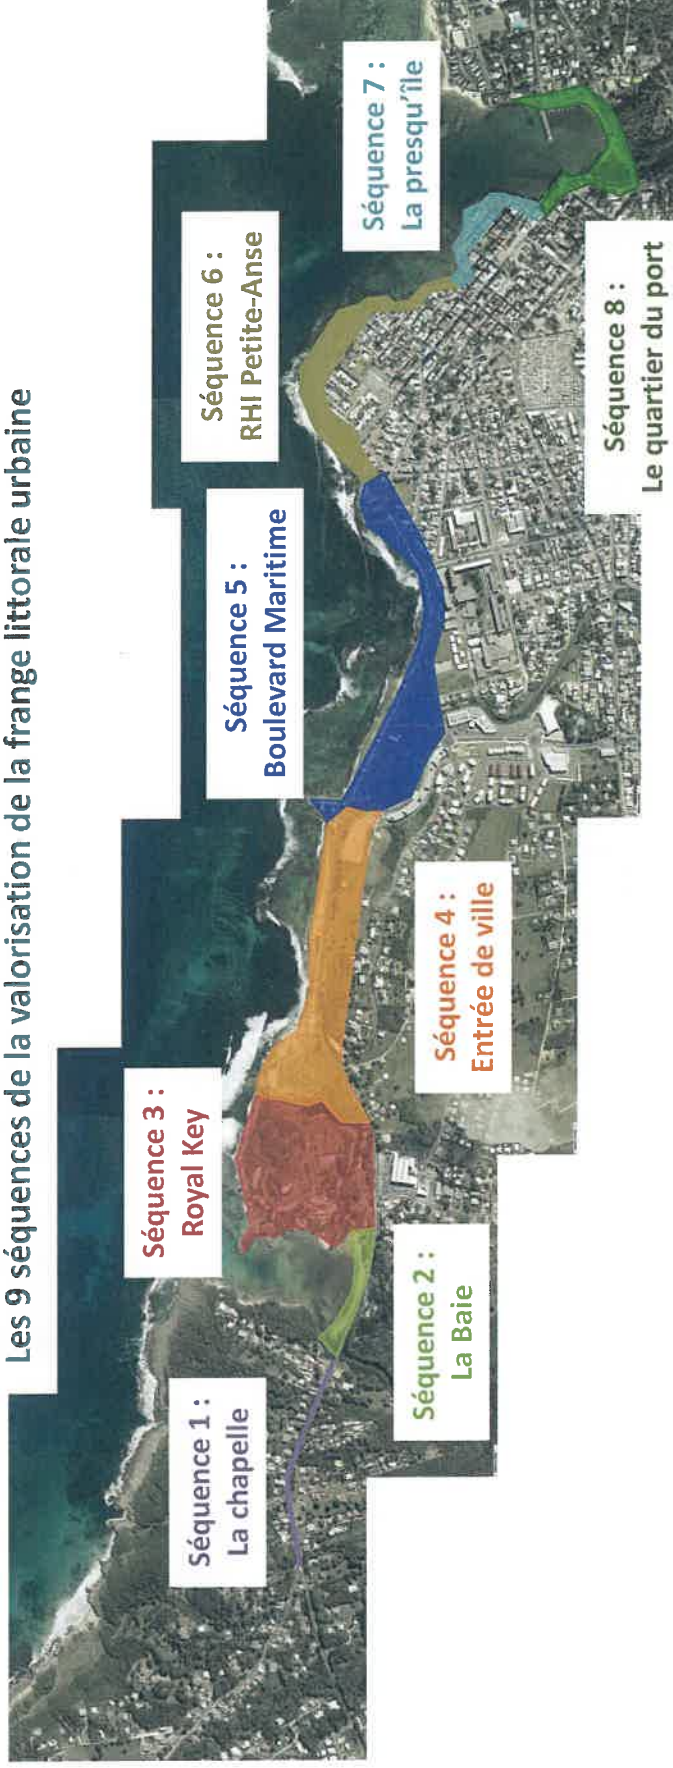 Les 9 séquences de la valorisation de la frange littorale urbaine
Séquence 1 :
La chapelle
Séquence 2 :
La Baie
Séquence 3 :
Royal Key
Séquence 4 :
Entrée de ville
Séquence 5 :
Boulevard Maritime
Séquence 6 :
RHI Petite-Anse
Séquence 7 :
La presqu'île
Séquence 8 :
Le quartier du port